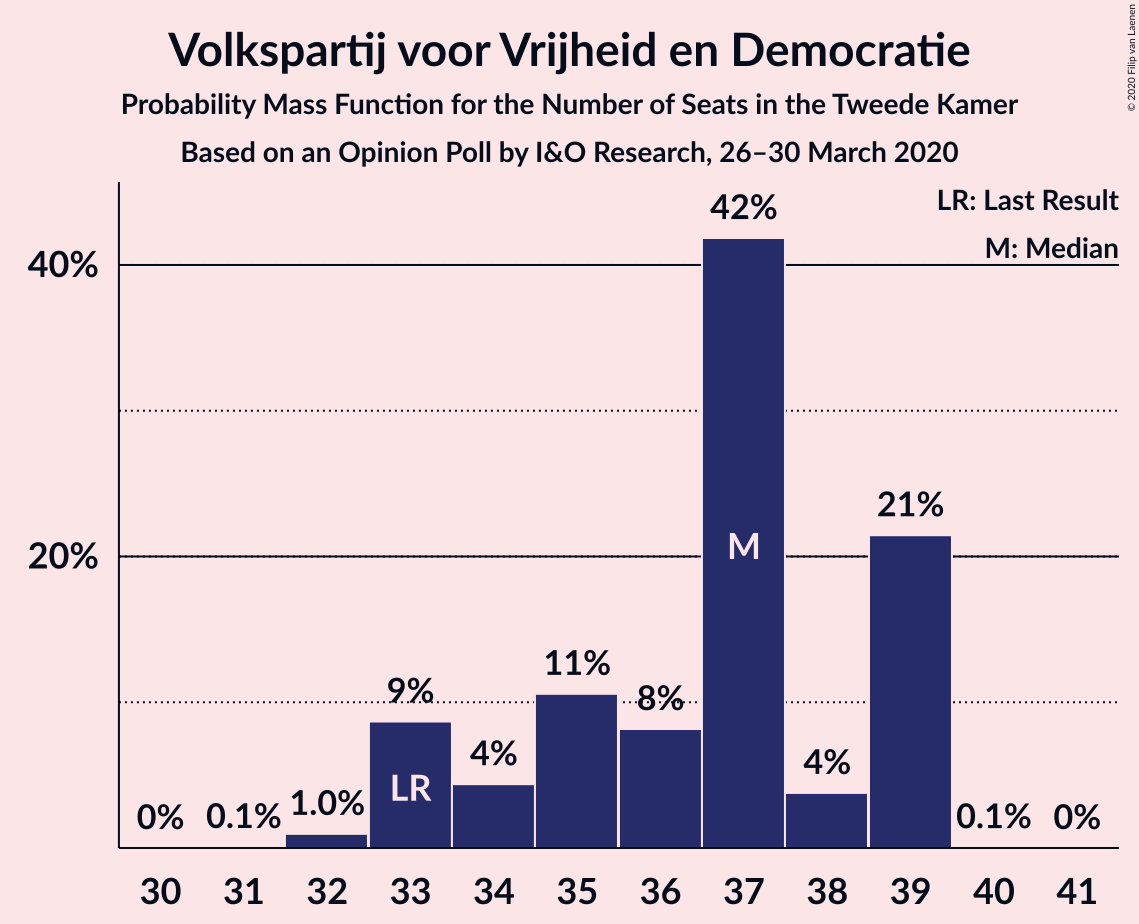 Volkspartij voor Vrijheid en Democratie
Probability Mass Function for the Number of Seats in the Tweede Kamer
Based on an Opinion Poll by I&O Research, 26–30 March 2020
© 2020 Filip van Laenen
LR: Last Result
M: Median
40%
20%
0%
0.1%
1.0%
9%
4%
11%
8%
42%
4%
21%
0.1%
0%
LR
M
30 31 32 33 34 35 36 37 38 39 40 41